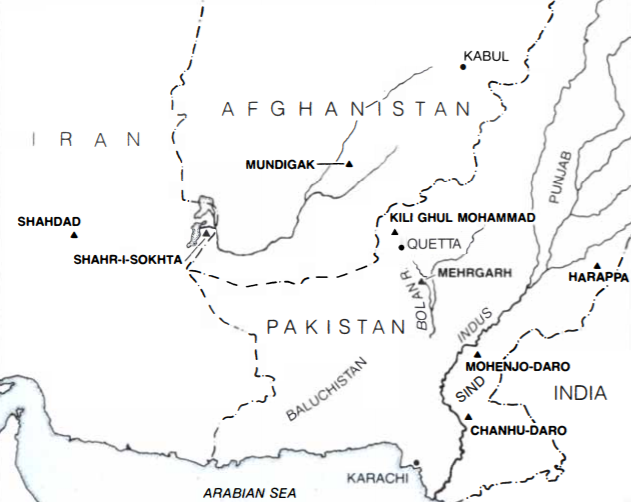 KABUL
AFGHANISTAN
IRAN
MUNDIGAK
PUNJAB
SHAHDAD
KILI GHUL MOHAMMAD
QUETTA
SHAHR-I-SOKHTA
MEHRGARH
HARAPPA
BOLAN R
PAKISTAN
INDUS
MOHENJO-DARO
SIND
INDIA
BALUCHISTAN
CHANHU-DARO
KARACHI
ARABIAN SEA